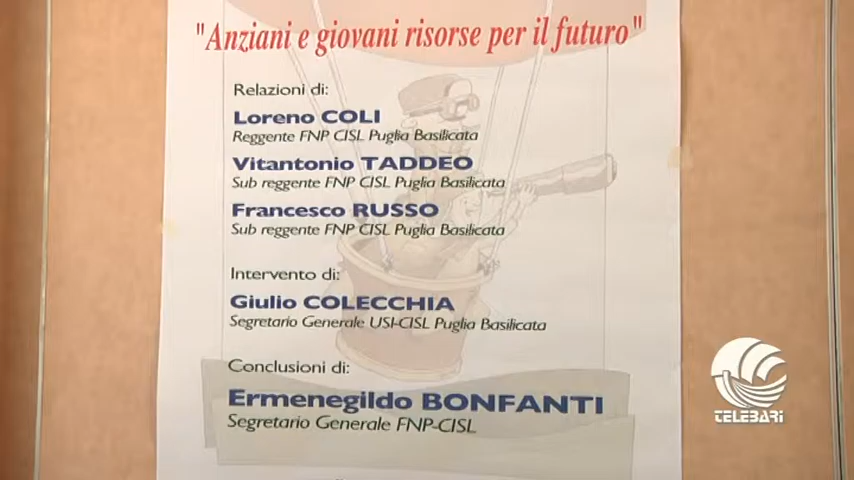 "Anziani e giovani risorse per il futuro"
Relazioni di:
Loreno COLI
Reggente FNP CISL Puglia Basilicata
Vitantonio TADDEO
Sub reggente FNP CISL Puglia Basilicata
Francesco RUSSO
Sub reggente FNP CISL Puglia Basilicata
Intervento di:
Giulio COLECCHIA
Segretario Generale USI-CISL Puglia Basilicata
Conclusioni di:
Ermenegildo BONFANTI
Segretario Generale FNP-CISL
TELEBARI